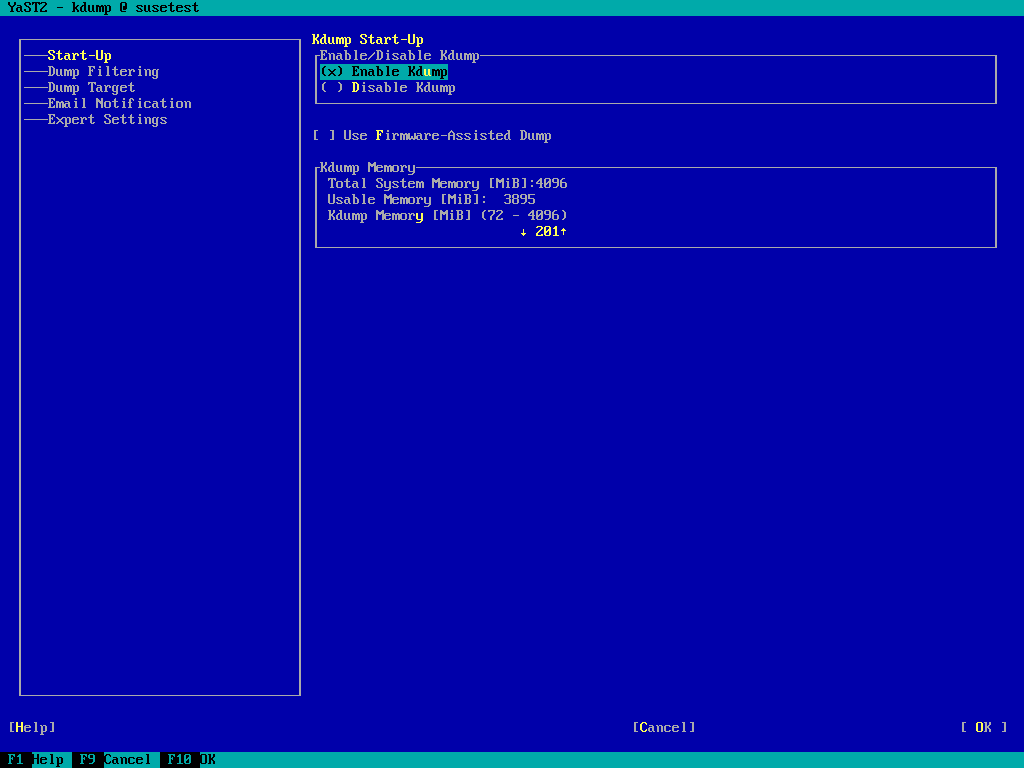 YaST2 - kdump @ susetest
Start-Up
Dump Filtering
Dump Target
Email Notification
Expert Settings
Kdump Start-Up
Enable/Disable Kdump
(x) Enable Kdump
( ) Disable Kdump
[ ] Use Firmware-Assisted Dump
Kdump Memory
Total System Memory [MiB]:4096
Usable Memory [MiB]:  3895
Kdump Memory [MiB] (72 - 4096)
↓ 201↑
[Help] [Cancel] [ OK ]
F1 Help F9 Cancel F10 OK